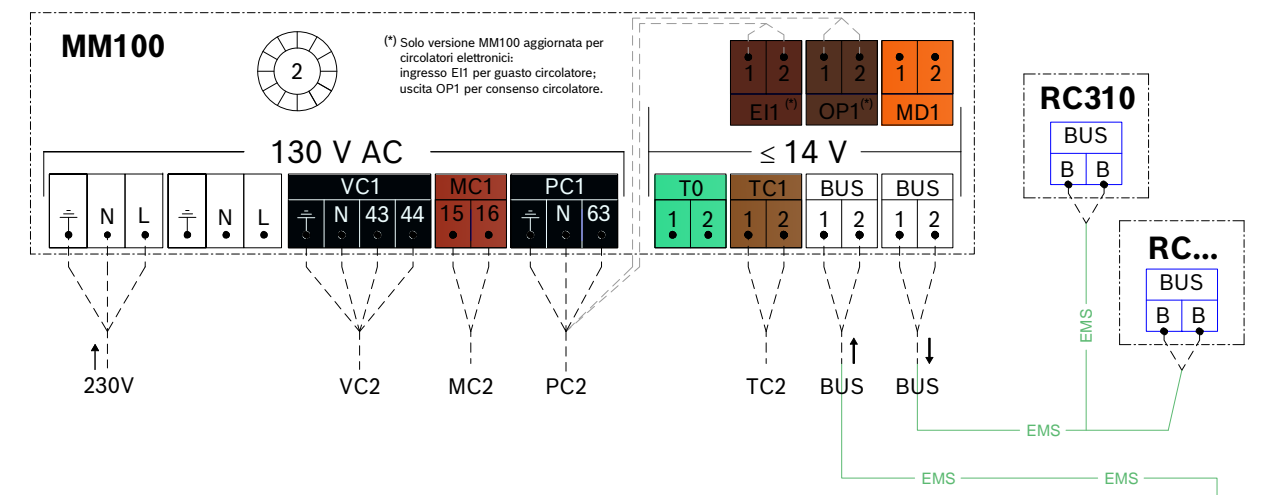 MM100
2
(*) Solo versione MM100 aggiornata per
circolatori elettronici:
ingresso EI1 per guasto circolatore;
uscita OP1 per consenso circolatore.
1 2 1 2 1 2
EI1 (*) OP1 (*) MD1
130 V AC
≤ 14 V
VC1 MC1 PC1
N L N L N 43 44 15 16 N 63
T0 TC1 BUS BUS
1 2 1 2 1 2 1 2
230V VC2 MC2 PC2 TC2 BUS BUS
RC310
BUS
B B
RC...
BUS
B B
EMS
EMS
EMS EMS